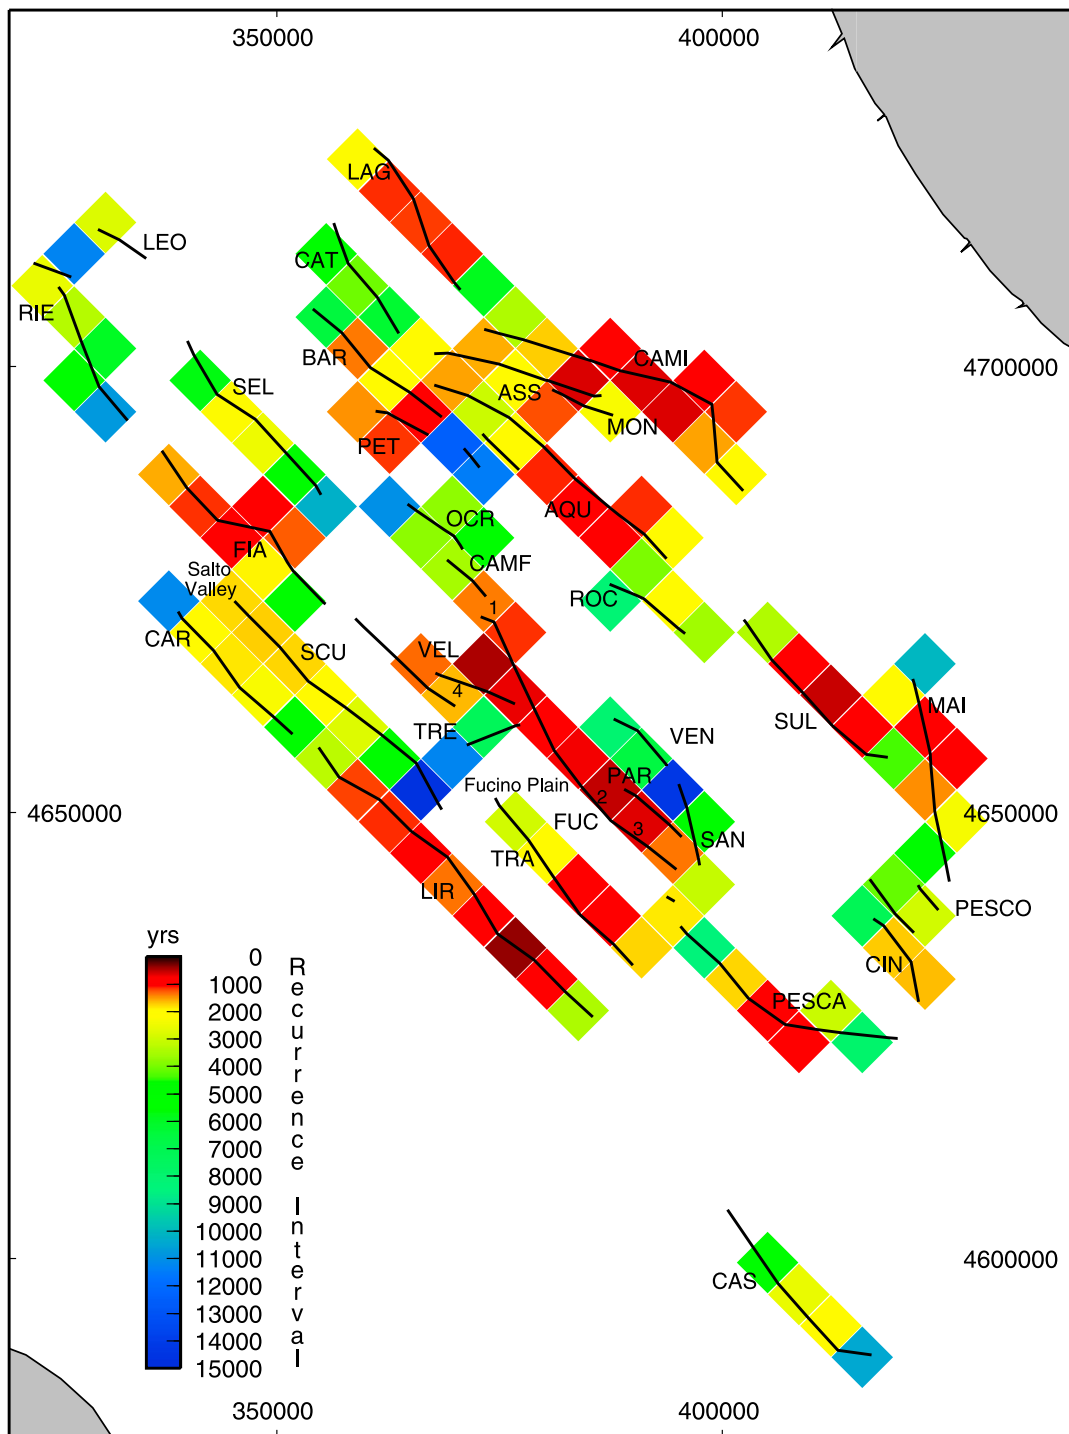 350000
400000
LAG
LEO
CAT
RIE
BAR
CAMI
4700000
SEL
ASS
MON
PET
AQU
OCR
FIA
CAMF
Salto
Valley
ROC
1
CAR
SCU
VEL
4
TRE
VEN
SUL
MAI
PAR
Fucino Plain
2
FUC
3
4650000
4650000
SAN
TRA
LIR
PESCO
CIN
PESCA
yrs
0
1000
2000
3000
4000
5000
6000
7000
8000
9000
10000
11000
12000
13000
14000
15000
Recurrence Interval
4600000
CAS
350000
400000